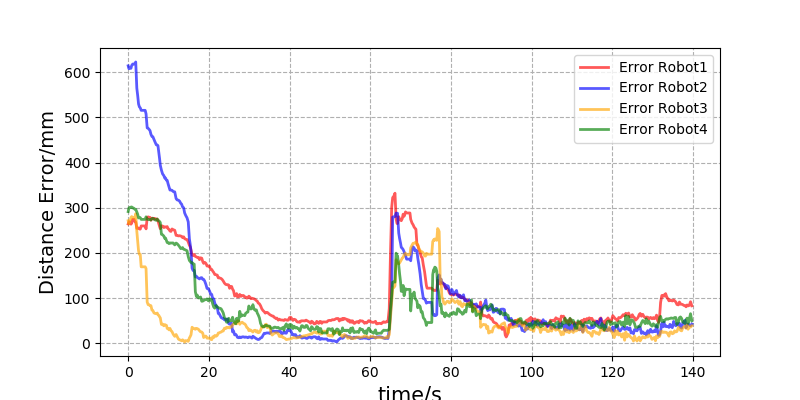 600
500
400
300
200
100
0
Distance Error/mm
0 20 40 60 80 100 120 140
time/s
Error Robot1
Error Robot2
Error Robot3
Error Robot4